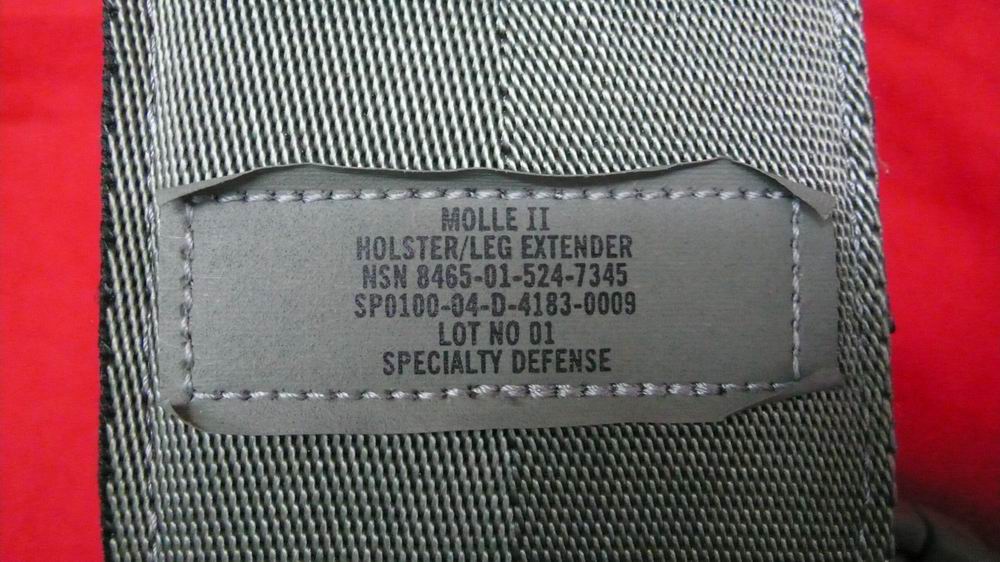 MOLLE II
HOLSTER/LEG EXTENDER
NSN 8465-01-524-7345
SP0100-04-D-4183-0009
LOT NO 01
SPECIALTY DEFENSE